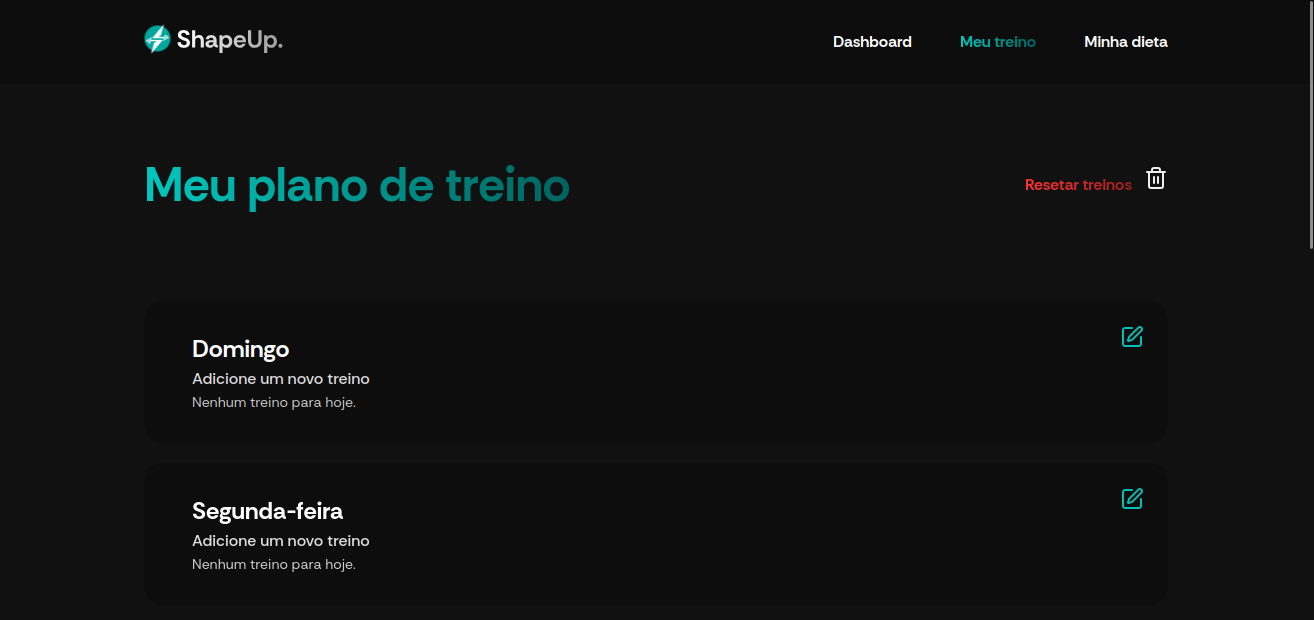 ShapeUp.
Dashboard
Meu treino
Minha dieta
Meu plano de treino
Resetar treinos
Domingo
Adicione um novo treino
Nenhum treino para hoje.
Segunda-feira
Adicione um novo treino
Nenhum treino para hoje.